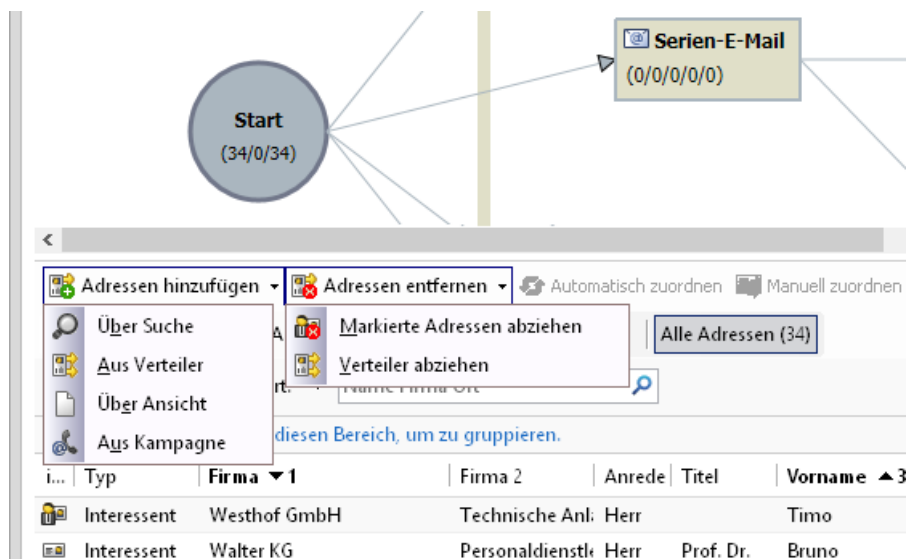 Serien-E-Mail
(0/0/0/0/0)
Start
(34/0/34)
Adressen hinzufügen Adressen entfernen Automatisch zuordnen Manuell zuordnen
Über Suche Markierte Adressen abziehen Alle Adressen (34)
Aus Verteiler Verteiler abziehen
Über Ansicht
Aus Kampagne diesen Bereich, um zu gruppieren.
i... Typ Firma 1 Firma 2 Anrede Titel Vorname 3
Interessent Westhof GmbH Technische Anl Herr Timo
Interessent Walter KG Personaldienstle Herr Prof. Dr. Bruno